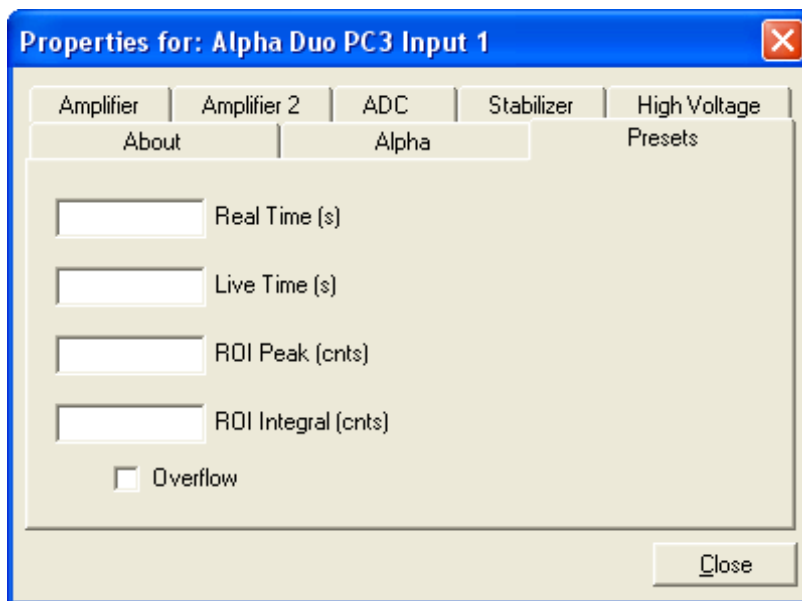 Properties for: Alpha Duo PC3 Input 1
Amplifier Amplifier 2 ADC Stabilizer High Voltage
About Alpha Presets
Real Time (s)
Live Time (s)
ROI Peak (cnts)
ROI Integral (cnts)
Overflow
Close